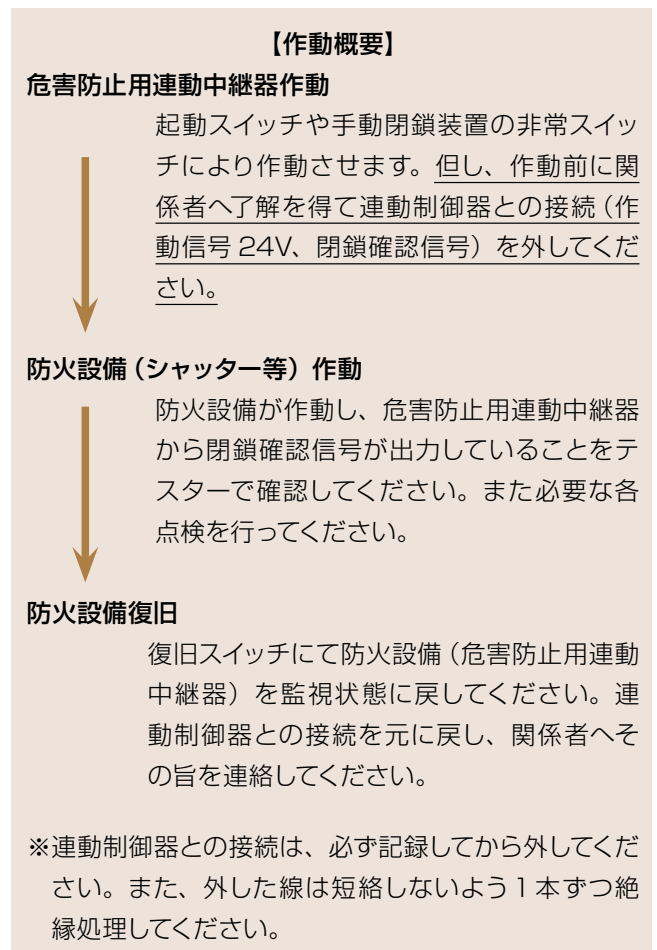 【作動概要】
危害防止用連動中継器作動
起動スイッチや手動閉鎖装置の非常スイッ
チにより作動させます。但し、作動前に関
係者へ了解を得て連動制御器との接続（作
動信号 24V、閉鎖確認信号）を外してくだ
さい。
防火設備（シャッター等）作動
防火設備が作動し、危害防止用連動中継器
から閉鎖確認信号が出力していることをテ
スターで確認してください。また必要な各
点検を行ってください。
防火設備復旧
復旧スイッチにて防火設備（危害防止用連動
中継器）を監視状態に戻してください。連
動制御器との接続を元に戻し、関係者へそ
の旨を連絡してください。
※連動制御器との接続は、必ず記録してから外してくだ
さい。また、外した線は短絡しないよう１本ずつ絶
縁処理してください。